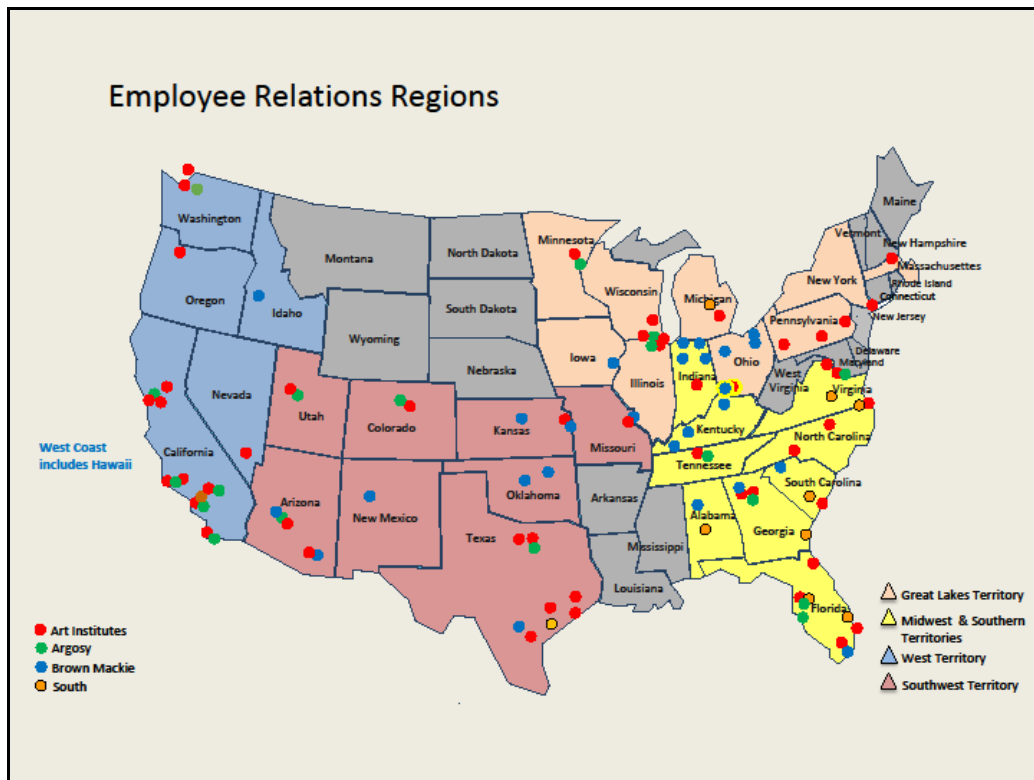 Employee Relations Regions
Maine
Washington
Vermont
New Hampshire
Montana
North Dakota
Minnesota
Massachusettes
Rhode Island
Connecticut
New York
Wisconsin
Michigan
Oregon
Idaho
South Dakota
New Jersey
Pennsylvania
Wyoming
Iowa
Nebraska
Ohio
Delaware
Maryland
Illinois
Indiana
West
Virginia
Virginia
Nevada
Utah
Colorado
Kansas
Missouri
Kentucky
North Carolina
West Coast
includes Hawaii
California
Tennessee
South Carolina
Arizona
New Mexico
Oklahoma
Arkansas
Alabama
Georgia
Texas
Mississippi
Louisiana
Florida
Great Lakes Territory
Midwest & Southern
Territories
West Territory
Southwest Territory
Art Institutes
Argosy
Brown Mackie
South